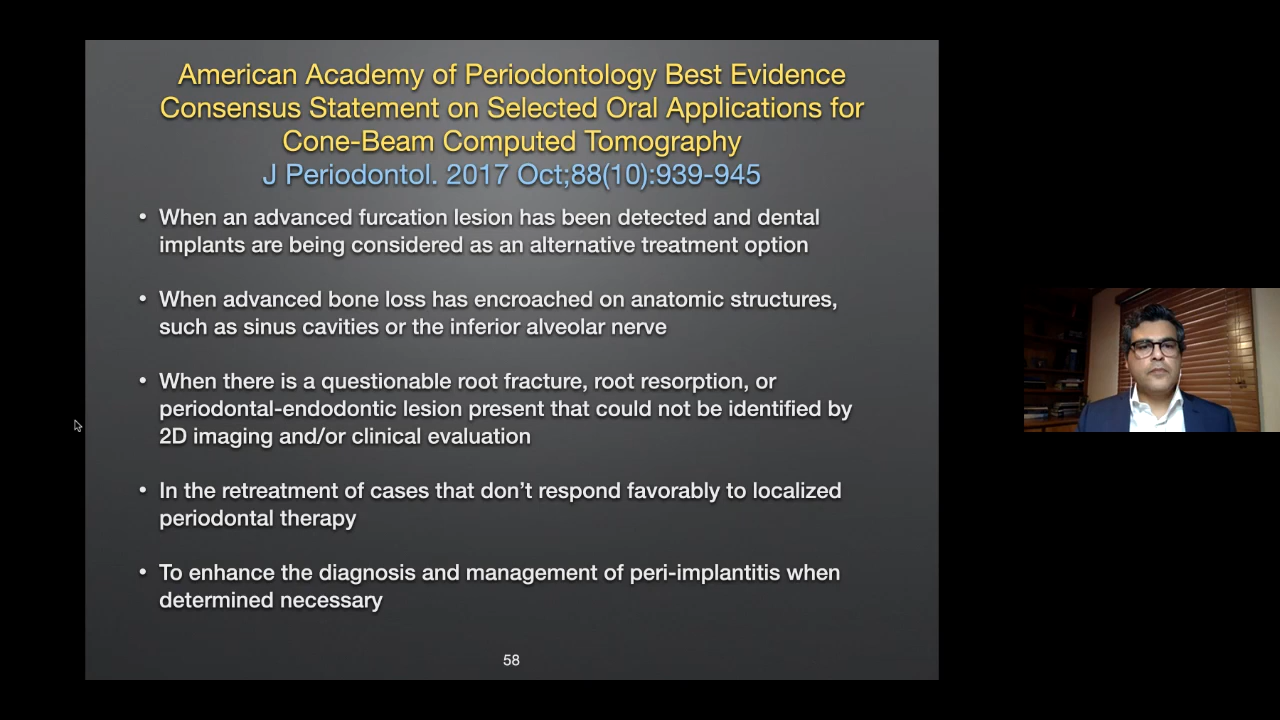 American Academy of Periodontology Best Evidence
Consensus Statement on Selected Oral Applications for
Cone-Beam Computed Tomography
J Periodontol. 2017 Oct;88(10):939-945
• When an advanced furcation lesion has been detected and dental
implants are being considered as an alternative treatment option
• When advanced bone loss has encroached on anatomic structures,
such as sinus cavities or the inferior alveolar nerve
• When there is a questionable root fracture, root resorption, or
periodontal-endodontic lesion present that could not be identified by
2D imaging and/or clinical evaluation
• In the retreatment of cases that don’t respond favorably to localized
periodontal therapy
• To enhance the diagnosis and management of peri-implantitis when
determined necessary
58